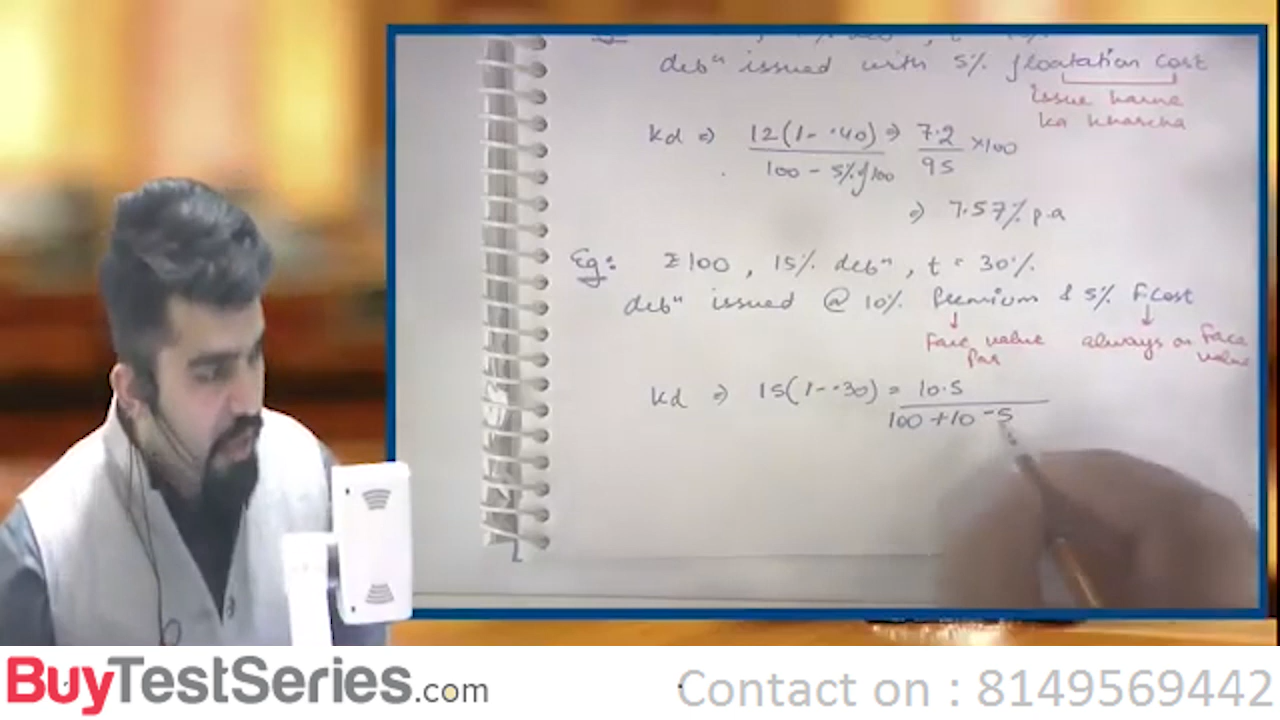 debⁿ issued with 5% floatation cost
Issue karne
ka kharcha
kd ⇒ 12(1-.40) ⇒ 7.2 ×100
100 - 5% of 100 95
⇒ 7.57% p.a
Eg: ₹100, 15% debⁿ, t = 30%.
debⁿ issued @ 10% Premium & 5% F.Cost
↓ ↓
Face value always on Face
Par value
kd ⇒ 15(1-.30) = 10.5
100 + 10 - 5
BuyTestSeries.com
Contact on : 8149569442